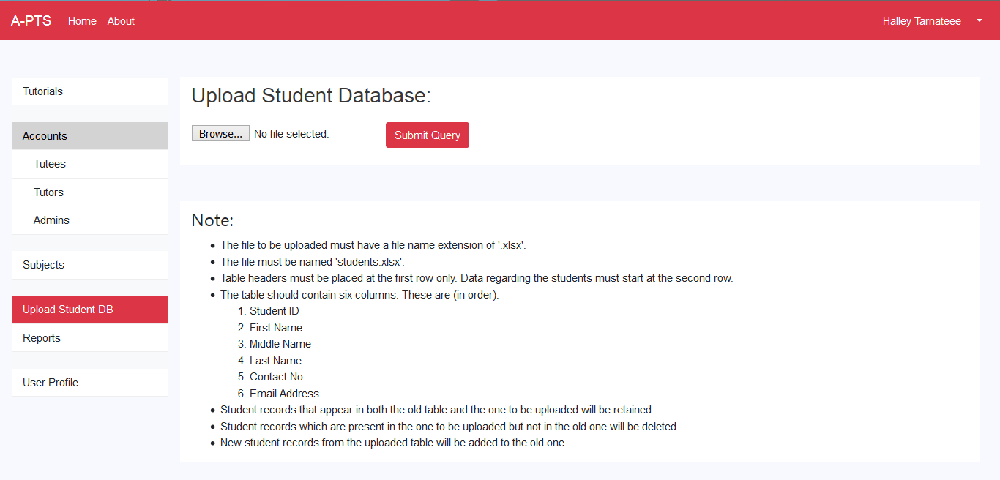 A-PTS Home About Halley Tarnateee
Tutorials
Accounts
Tutees
Tutors
Admins
Subjects
Upload Student DB
Reports
User Profile
Upload Student Database:
Browse... No file selected. Submit Query
Note:
• The file to be uploaded must have a file name extension of '.xlsx'.
• The file must be named 'students.xlsx'.
• Table headers must be placed at the first row only. Data regarding the students must start at the second row.
• The table should contain six columns. These are (in order):
1. Student ID
2. First Name
3. Middle Name
4. Last Name
5. Contact No.
6. Email Address
• Student records that appear in both the old table and the one to be uploaded will be retained.
• Student records which are present in the one to be uploaded but not in the old one will be deleted.
• New student records from the uploaded table will be added to the old one.